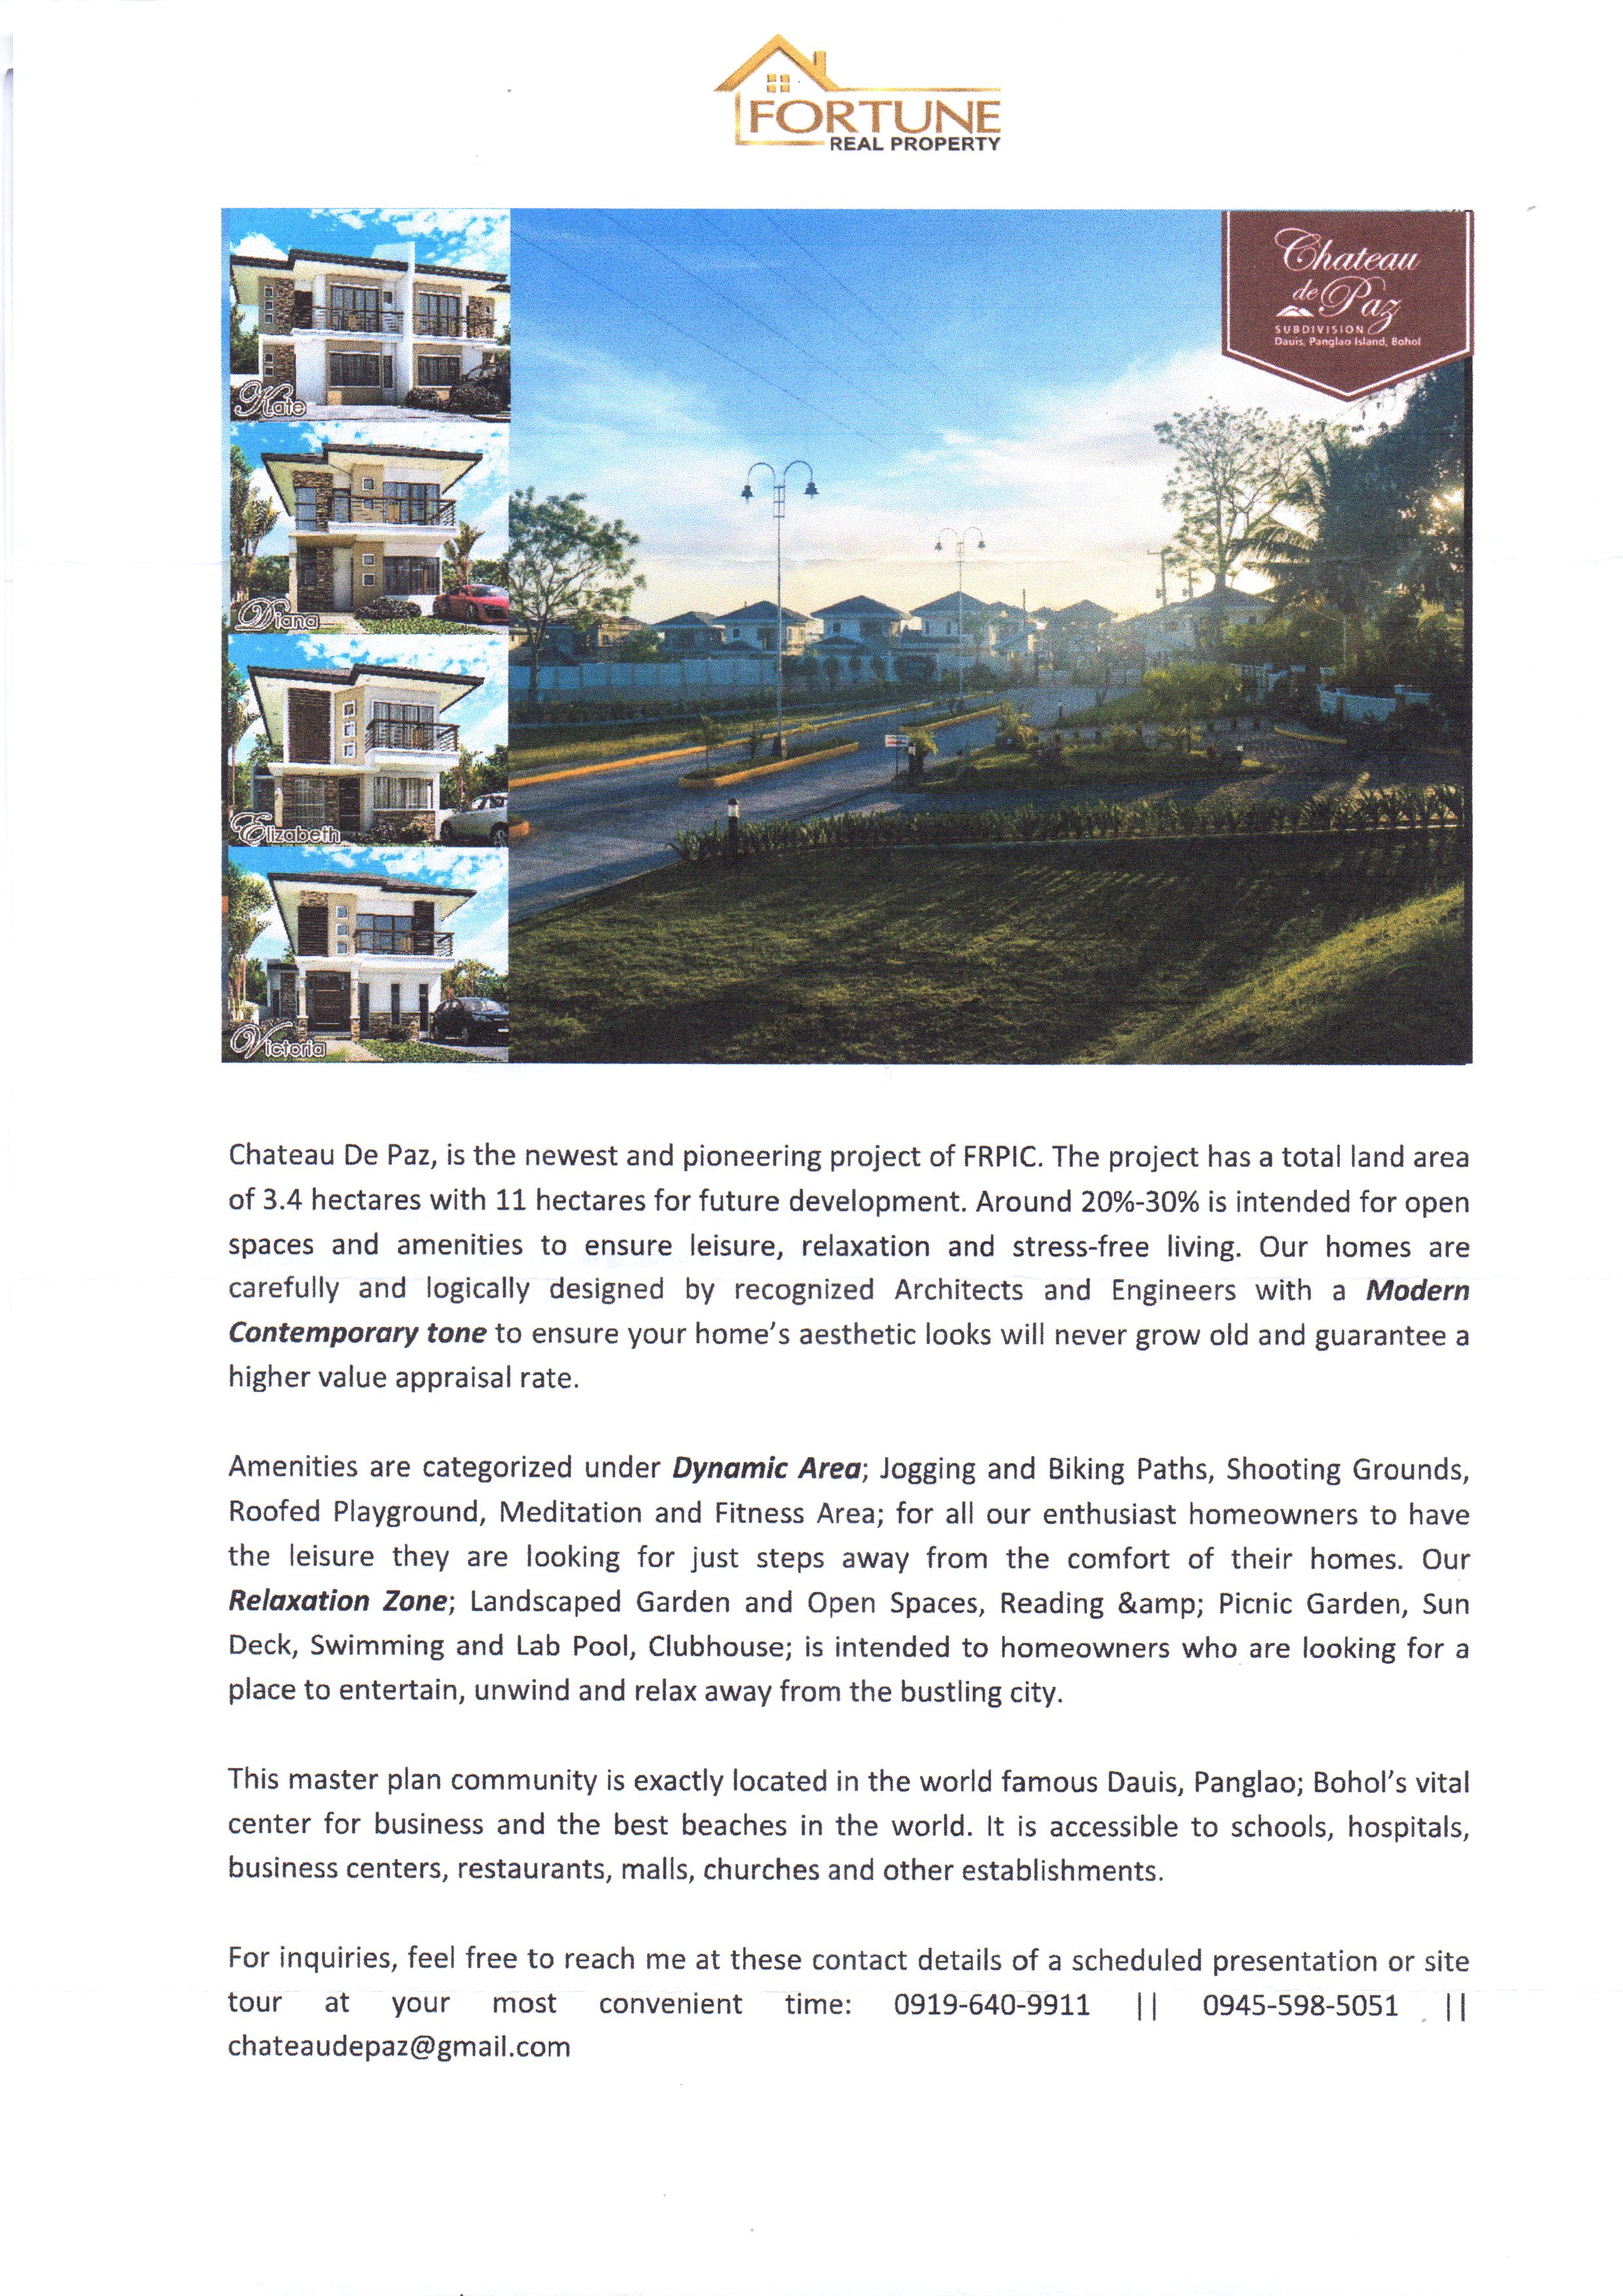 FORTUNE
REAL PROPERTY
Chateau
de Paz
SUBDIVISION
Dauis, Panglao Island, Bohol
Kate
Diana
Elizabeth
Victoria
Chateau De Paz, is the newest and pioneering project of FRPIC. The project has a total land area
of 3.4 hectares with 11 hectares for future development. Around 20%-30% is intended for open
spaces and amenities to ensure leisure, relaxation and stress-free living. Our homes are
carefully and logically designed by recognized Architects and Engineers with a Modern
Contemporary tone to ensure your home’s aesthetic looks will never grow old and guarantee a
higher value appraisal rate.
Amenities are categorized under Dynamic Area; Jogging and Biking Paths, Shooting Grounds,
Roofed Playground, Meditation and Fitness Area; for all our enthusiast homeowners to have
the leisure they are looking for just steps away from the comfort of their homes. Our
Relaxation Zone; Landscaped Garden and Open Spaces, Reading &amp; Picnic Garden, Sun
Deck, Swimming and Lab Pool, Clubhouse; is intended to homeowners who are looking for a
place to entertain, unwind and relax away from the bustling city.
This master plan community is exactly located in the world famous Dauis, Panglao; Bohol’s vital
center for business and the best beaches in the world. It is accessible to schools, hospitals,
business centers, restaurants, malls, churches and other establishments.
For inquiries, feel free to reach me at these contact details of a scheduled presentation or site
tour at your most convenient time: 0919-640-9911 || 0945-598-5051 ||
chateaudepaz@gmail.com